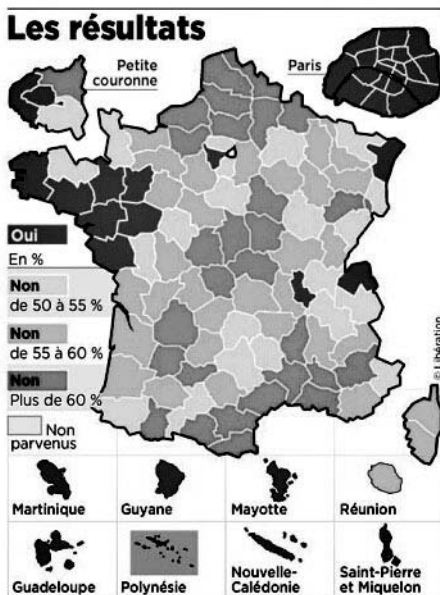 Les résultats
Petite
couronne
Paris
Oui
En %
Non
de 50 à 55 %
Non
de 55 à 60 %
Non
Plus de 60 %
Non
parvenus
© Libération
Martinique
Guyane
Mayotte
Réunion
Guadeloupe
Polynésie
Nouvelle-
Calédonie
Saint-Pierre
et Miquelon